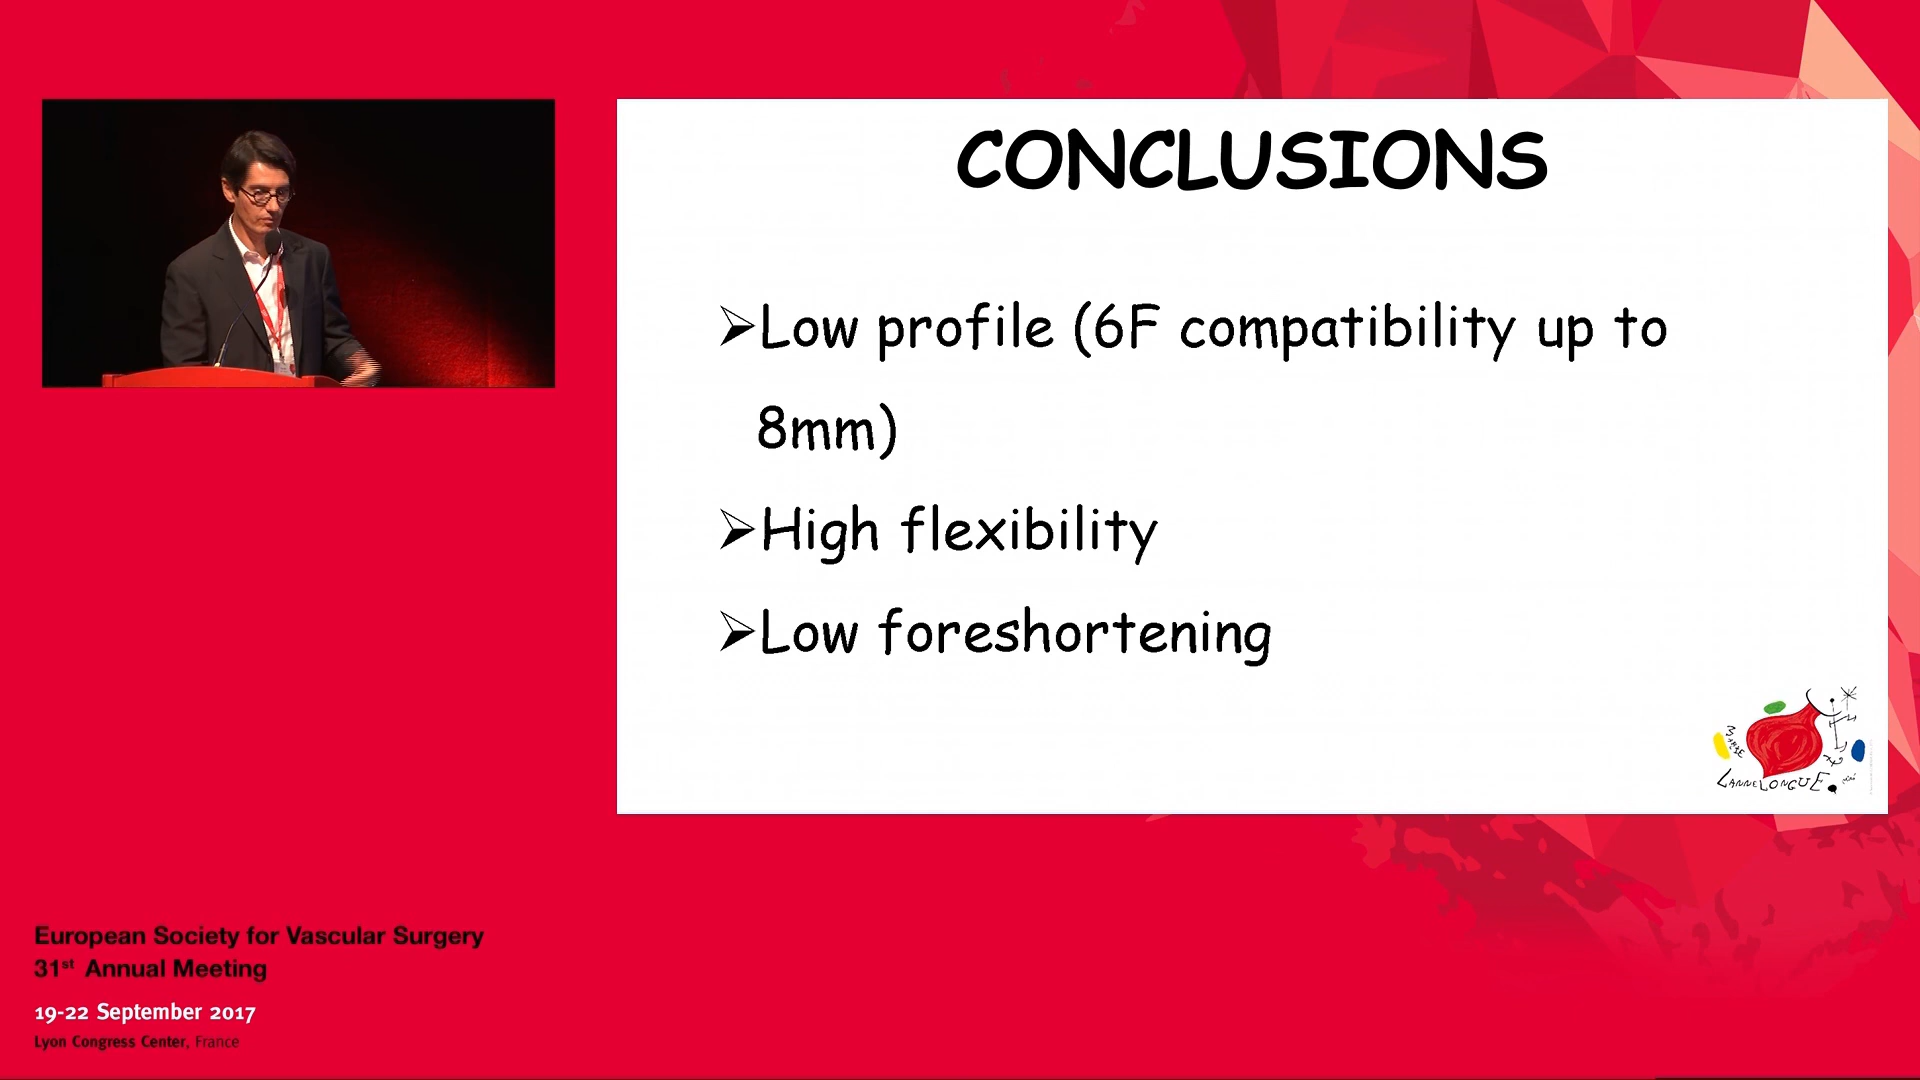 CONCLUSIONS
➢Low profile (6F compatibility up to
8mm)
➢High flexibility
➢Low foreshortening
LANNELONGUE.
European Society for Vascular Surgery
31st Annual Meeting
19-22 September 2017
Lyon Congress Center, France